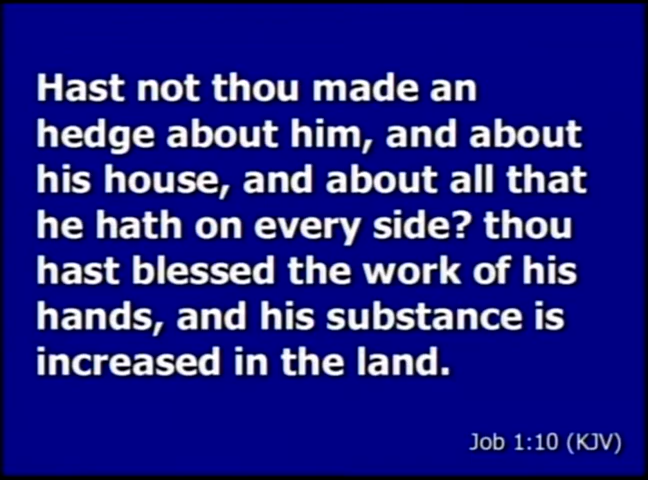 Hast not thou made an
hedge about him, and about
his house, and about all that
he hath on every side? thou
hast blessed the work of his
hands, and his substance is
increased in the land.
Job 1:10 (KJV)